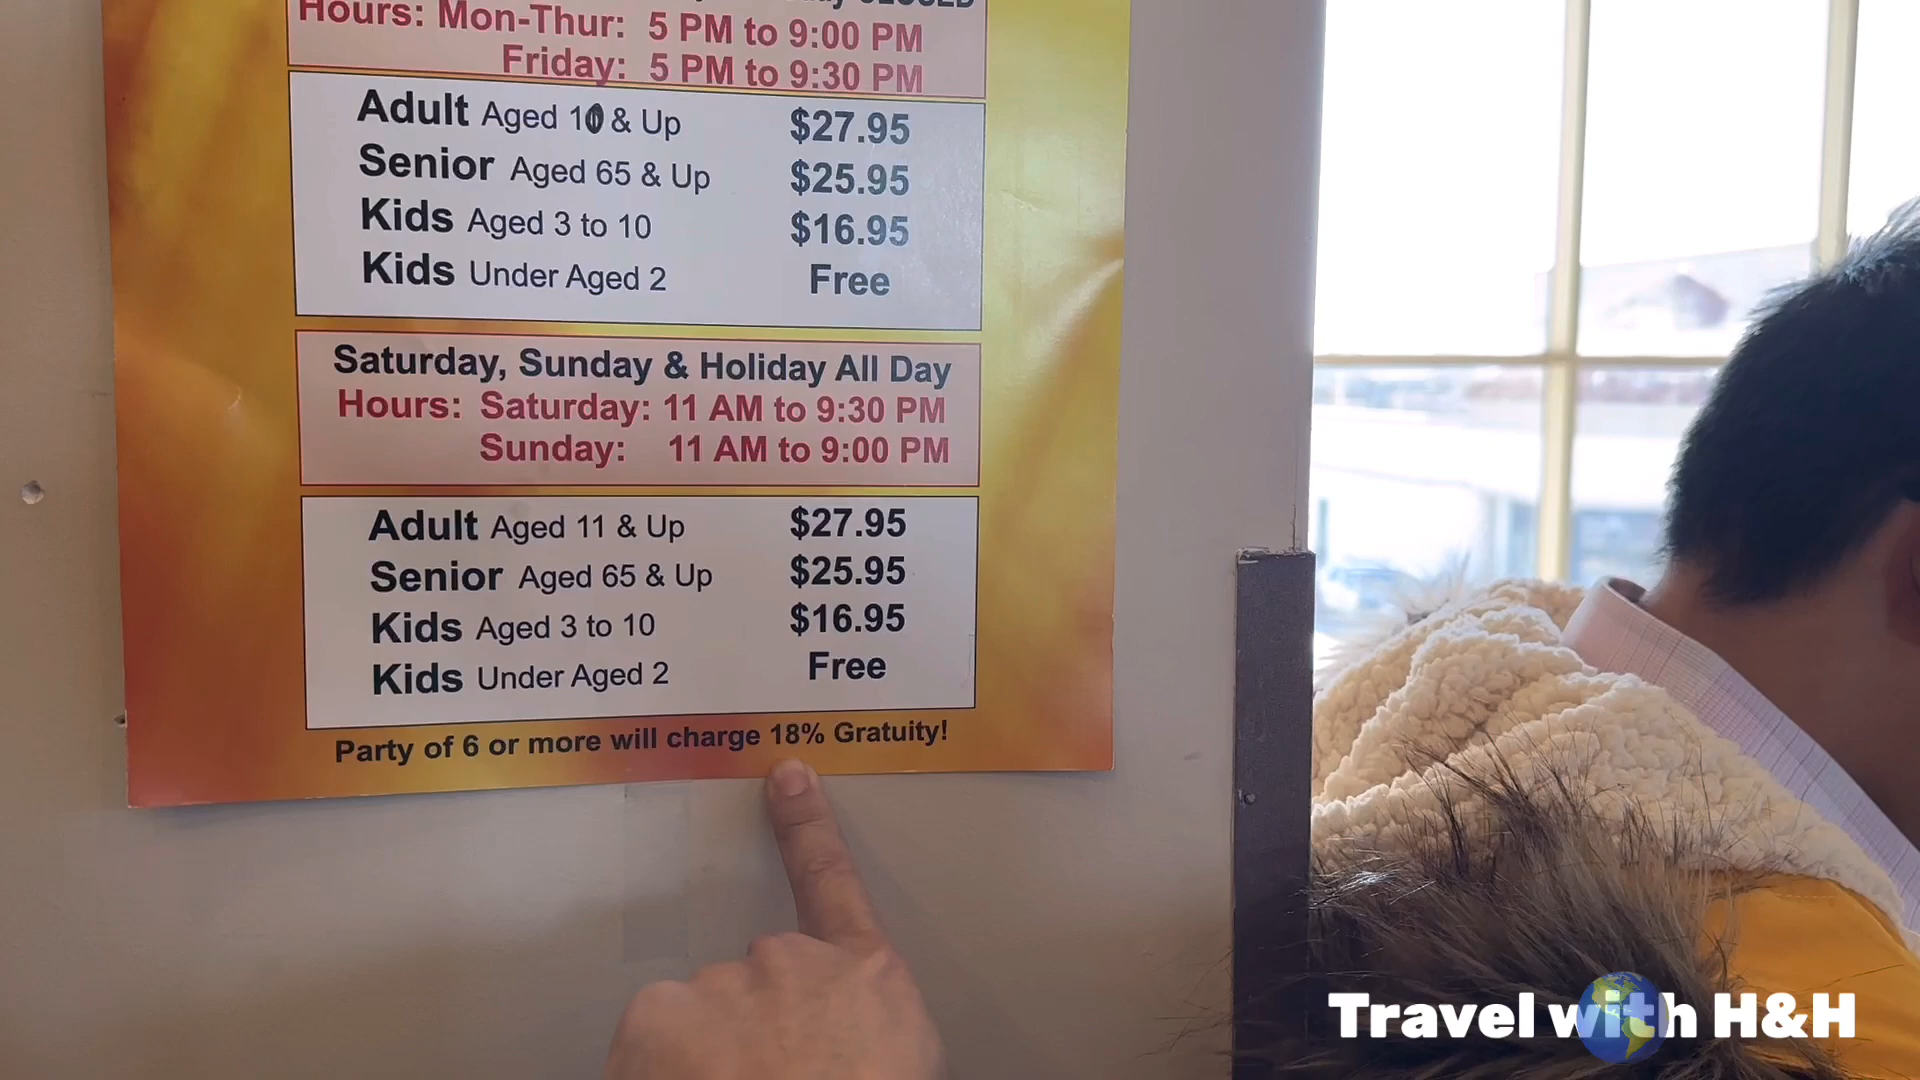 Hours: Mon-Thur: 5 PM to 9:00 PM
Friday: 5 PM to 9:30 PM
Adult Aged 10 & Up $27.95
Senior Aged 65 & Up $25.95
Kids Aged 3 to 10 $16.95
Kids Under Aged 2 Free
Saturday, Sunday & Holiday All Day
Hours: Saturday: 11 AM to 9:30 PM
Sunday: 11 AM to 9:00 PM
Adult Aged 11 & Up $27.95
Senior Aged 65 & Up $25.95
Kids Aged 3 to 10 $16.95
Kids Under Aged 2 Free
Party of 6 or more will charge 18% Gratuity!
Travel with H&H